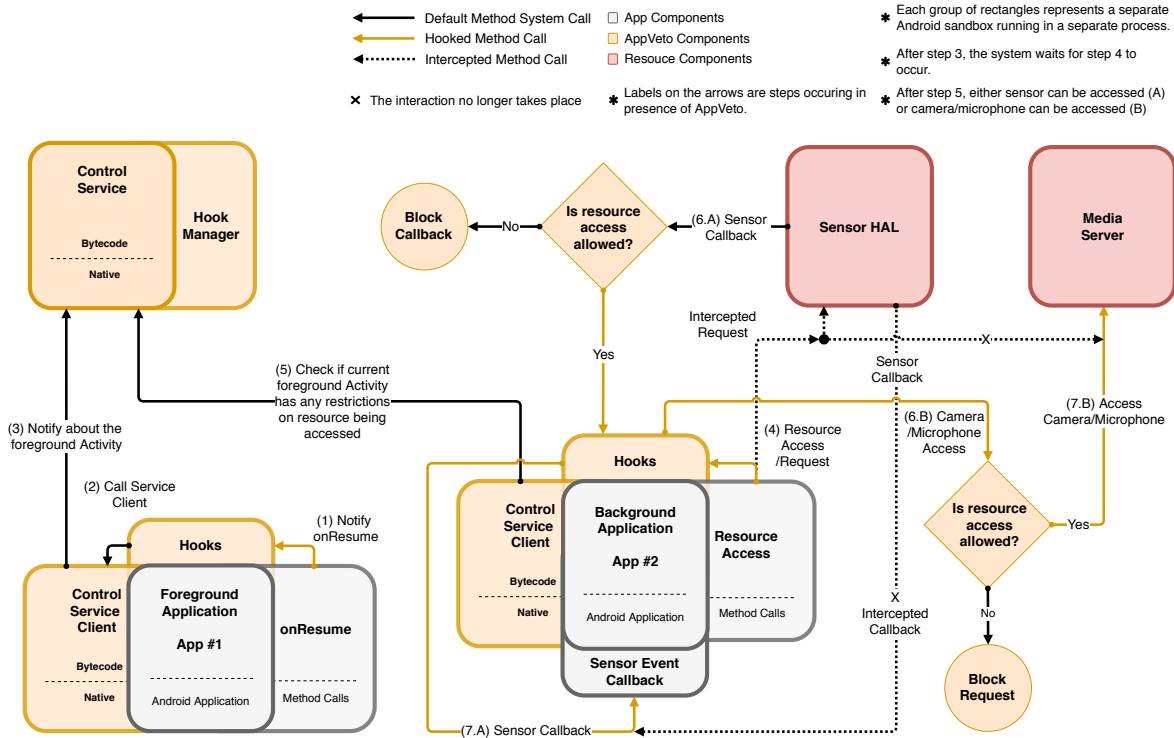 Default Method System Call
Hooked Method Call
Intercepted Method Call
App Components
AppVeto Components
Resouce Components
✱ Each group of rectangles represents a separate
Android sandbox running in a separate process.
✱ After step 3, the system waits for step 4 to
occur.
✕ The interaction no longer takes place
✱ Labels on the arrows are steps occuring in
presence of AppVeto.
✱ After step 5, either sensor can be accessed (A)
or camera/microphone can be accessed (B)
Control
Service
Bytecode
Native
Hook
Manager
Block
Callback
No
Is resource
access
allowed?
(6.A) Sensor
Callback
Sensor HAL
Media
Server
Yes
Intercepted
Request
X
Sensor
Callback
(5) Check if current
foreground Activity
has any restrictions
on resource being
accessed
(3) Notify about the
foreground Activity
(4) Resource
Access
/Request
(6.B) Camera
/Microphone
Access
(7.B) Access
Camera/Microphone
(2) Call Service
Client
(1) Notify
onResume
Hooks
Control
Service
Client
Bytecode
Native
Foreground
Application
App #1
Android Application
onResume
Method Calls
Hooks
Control
Service
Client
Bytecode
Native
Background
Application
App #2
Android Application
Resource
Access
Method Calls
Sensor Event
Callback
(7.A) Sensor Callback
X
Intercepted
Callback
Is resource
access
allowed?
Yes
No
Block
Request